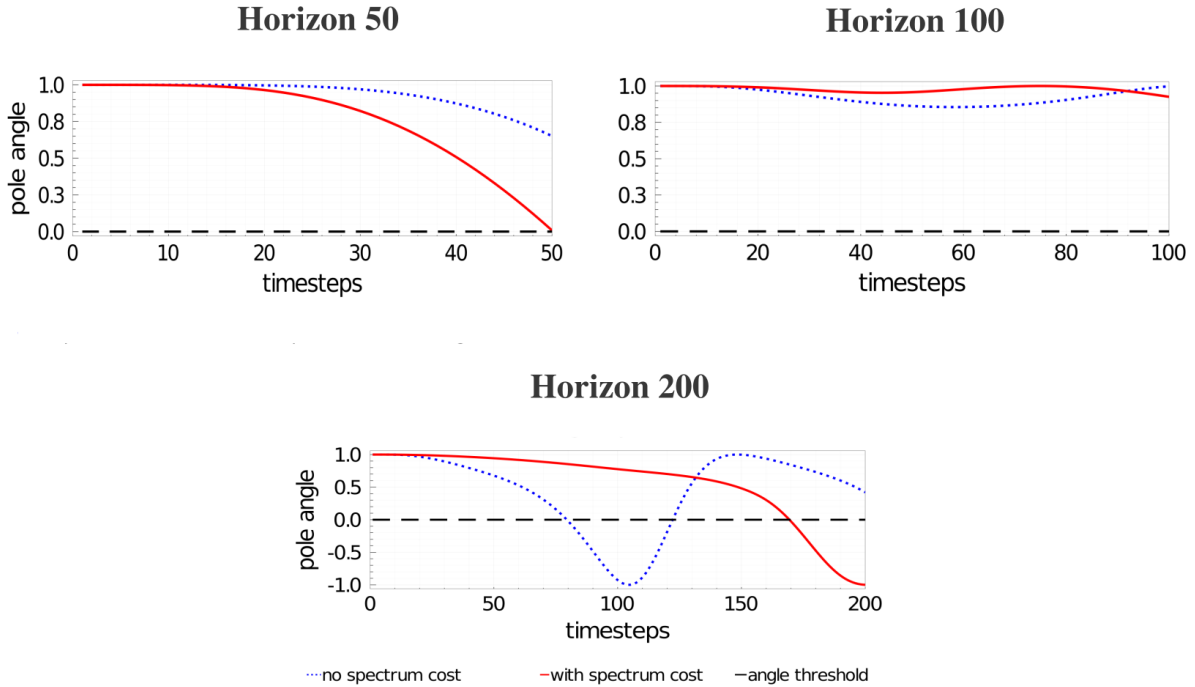 Horizon 50
Horizon 100
1.0
0.8
0.5
0.3
0.0
pole angle
0 10 20 30 40 50
timesteps
1.0
0.8
0.5
0.3
0.0
0 20 40 60 80 100
timesteps
Horizon 200
1.0
0.5
0.0
-0.5
-1.0
pole angle
0 50 100 150 200
timesteps
no spectrum cost with spectrum cost angle threshold